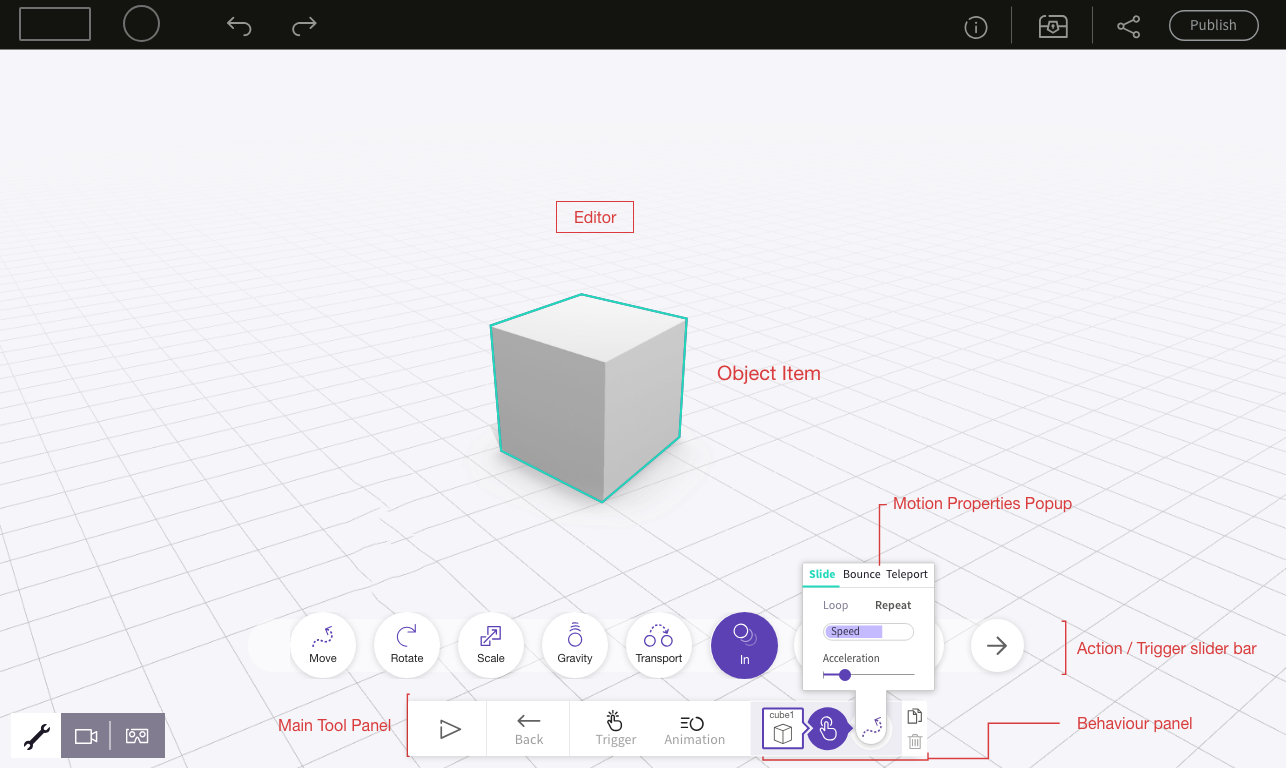 Publish
Editor
Object Item
Motion Properties Popup
Slide Bounce Teleport
Loop Repeat
Speed
Acceleration
Move Rotate Scale Gravity Transport In
Action / Trigger slider bar
Main Tool Panel
Back Trigger Animation
cube1
Behaviour panel